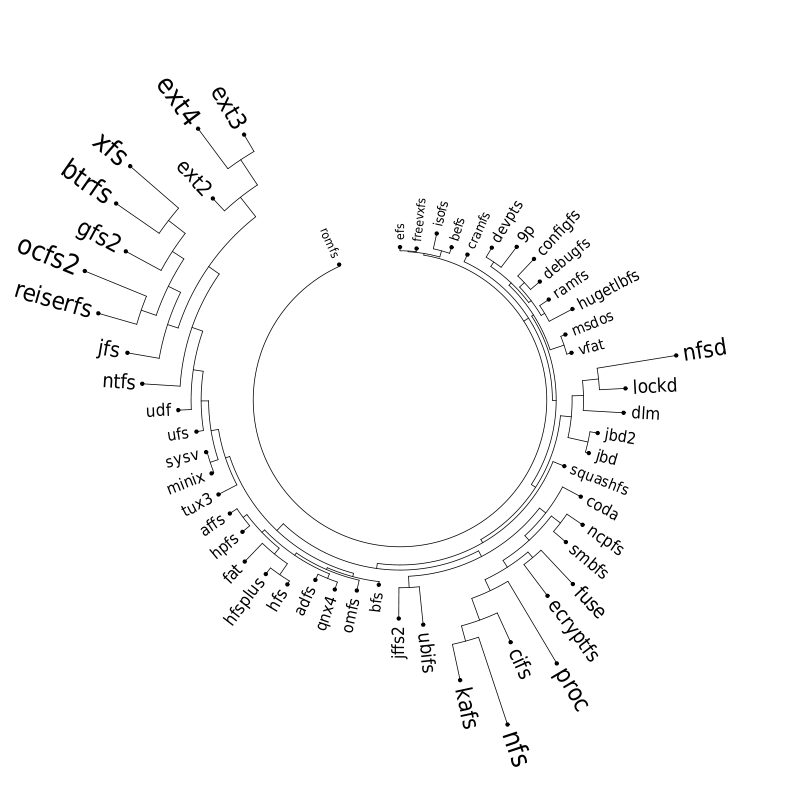 efs
freevxfs
isofs
befs
cramfs
devpts
9p
configfs
debugfs
ramfs
hugetlbfs
msdos
vfat
nfsd
lockd
dlm
jbd2
jbd
squashfs
coda
ncpfs
smbfs
fuse
ecryptfs
proc
cifs
nfs
kafs
ubifs
jffs2
bfs
omfs
qnx4
adfs
hfs
hfsplus
fat
hpfs
affs
tux3
minix
sysv
ufs
udf
ntfs
jfs
reiserfs
ocfs2
gfs2
btrfs
xfs
ext2
ext4
ext3
romfs